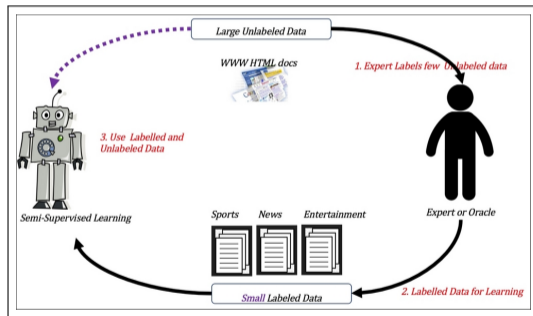 Large Unlabeled Data
WWW HTML docs
1. Expert Labels few Unlabeled data
3. Use Labelled and
Unlabeled Data
Semi-Supervised Learning
Sports News Entertainment
Expert or Oracle
Small Labeled Data
2. Labelled Data for Learning